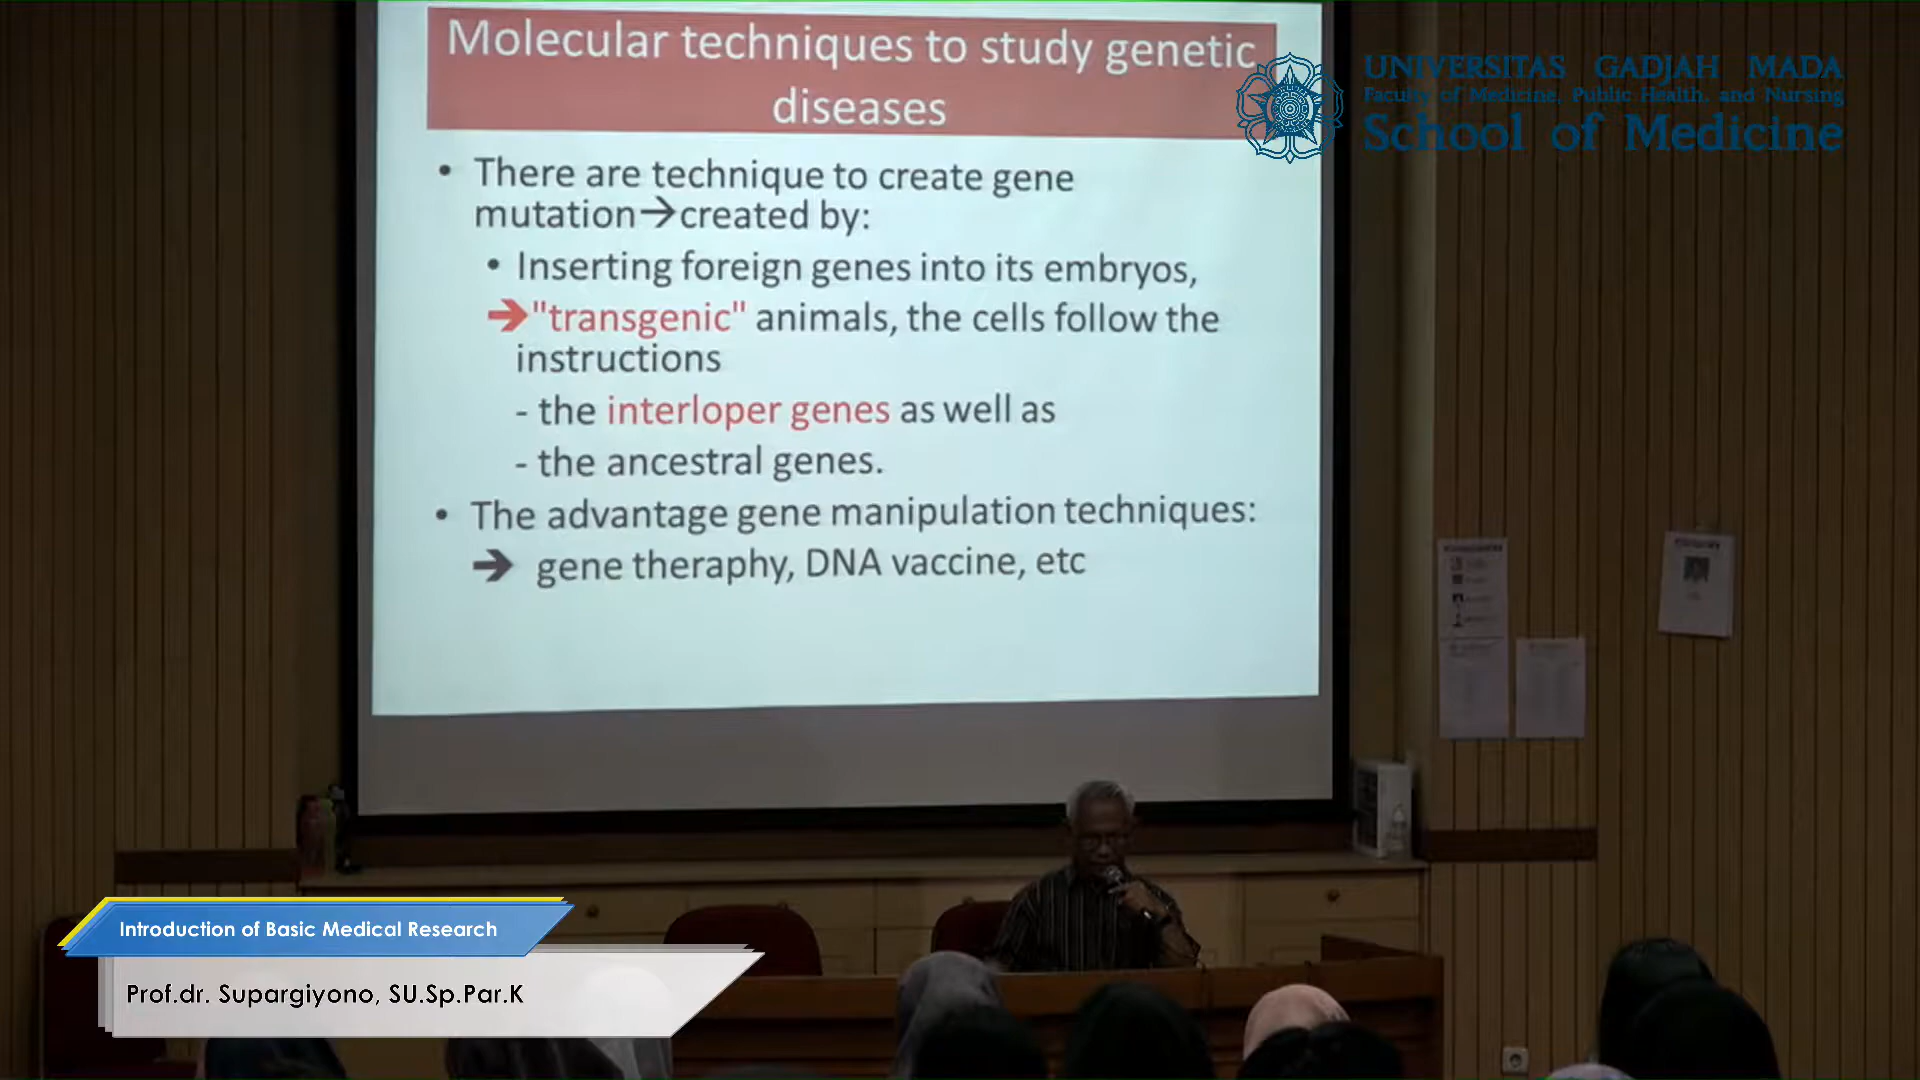 Molecular techniques to study genetic
diseases
UNIVERSITAS GADJAH MADA
Faculty of Medicine, Public Health, and Nursing
School of Medicine
• There are technique to create gene
mutation→created by:
• Inserting foreign genes into its embryos,
➔"transgenic" animals, the cells follow the
instructions
- the interloper genes as well as
- the ancestral genes.
• The advantage gene manipulation techniques:
➔ gene theraphy, DNA vaccine, etc
Introduction of Basic Medical Research
Prof.dr. Supargiyono, SU.Sp.Par.K